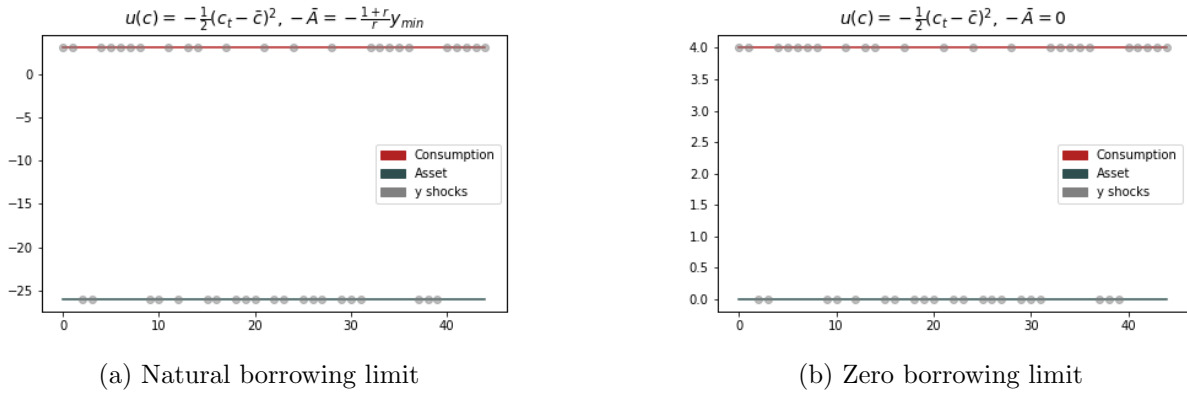 u(c) = −½(c_t − c̄)², −Ā = −(1+r)/r y_min
0
−5
−10
−15
−20
−25
0 10 20 30 40
Consumption
Asset
y shocks
(a) Natural borrowing limit
u(c) = −½(c_t − c̄)², −Ā = 0
4.0
3.5
3.0
2.5
2.0
1.5
1.0
0.5
0.0
0 20 40
Consumption
Asset
y shocks
(b) Zero borrowing limit